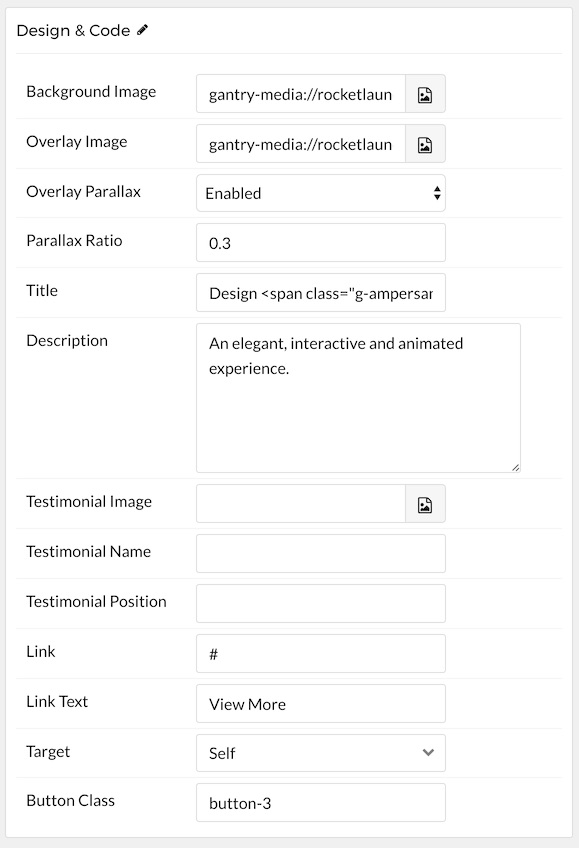 Design & Code
Background Image
gantry-media://rocketlaun
Overlay Image
gantry-media://rocketlaun
Overlay Parallax
Enabled
Parallax Ratio
0.3
Title
Design <span class="g-ampersar
Description
An elegant, interactive and animated
experience.
Testimonial Image
Testimonial Name
Testimonial Position
Link
#
Link Text
View More
Target
Self
Button Class
button-3